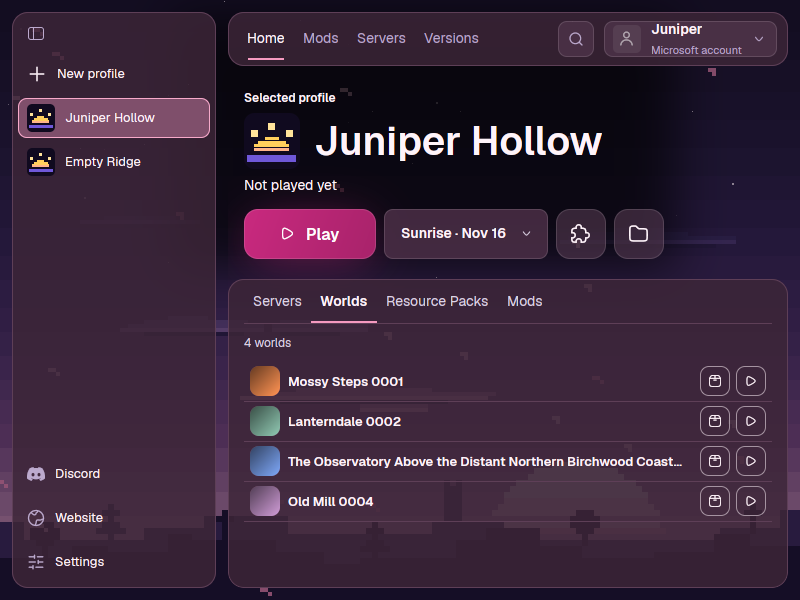 Home Mods Servers Versions
Juniper
Microsoft account
New profile
Juniper Hollow
Empty Ridge
Discord
Website
Settings
Selected profile
Juniper Hollow
Not played yet
Play
Sunrise · Nov 16
Servers Worlds Resource Packs Mods
4 worlds
Mossy Steps 0001
Lanterndale 0002
The Observatory Above the Distant Northern Birchwood Coast...
Old Mill 0004